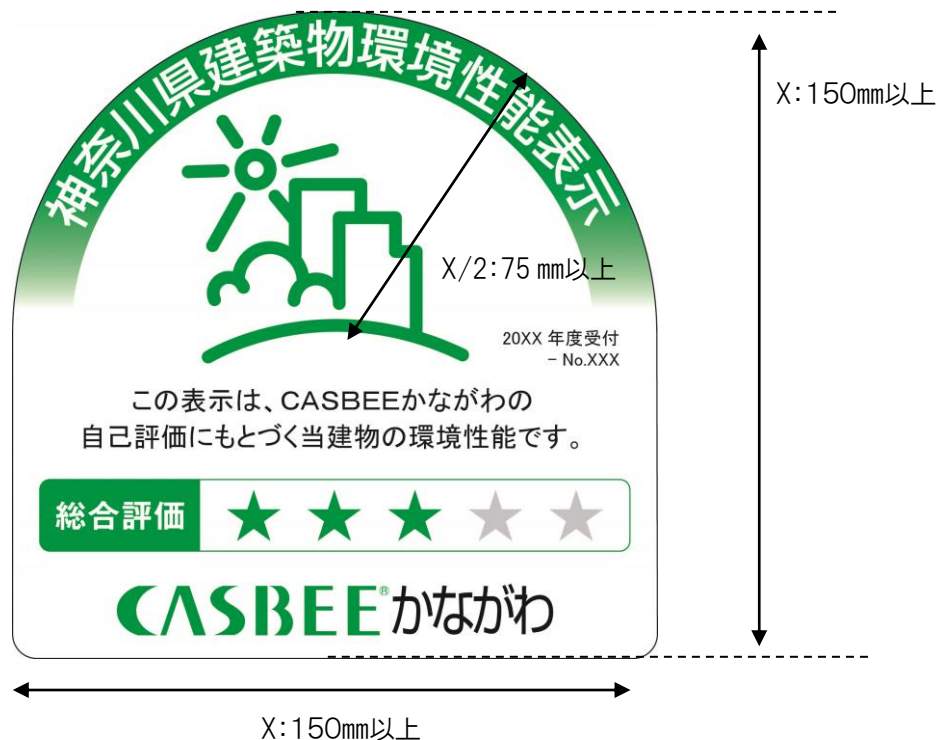 神奈川県建築物環境性能表示
X:150㎜以上
X/2:75㎜以上
20XX 年度受付
- No.XXX
この表示は、CASBEEかながわの
自己評価にもとづく当建物の環境性能です。
総合評価 ★ ★ ★ ★ ★
CASBEE®かながわ
X:150㎜以上